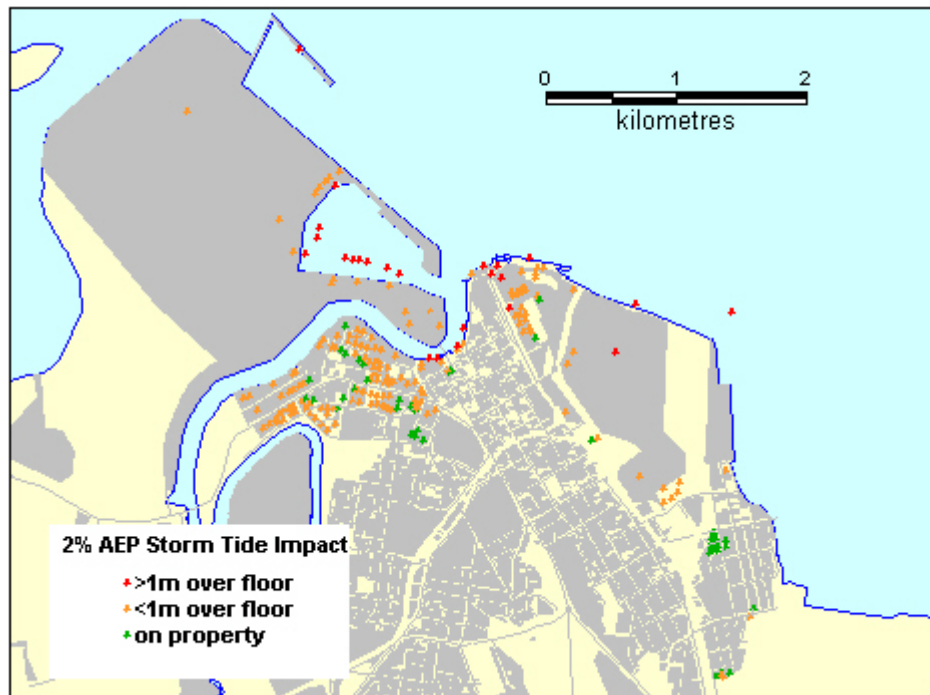 0 1 2
kilometres
2% AEP Storm Tide Impact
>1m over floor
<1m over floor
on property